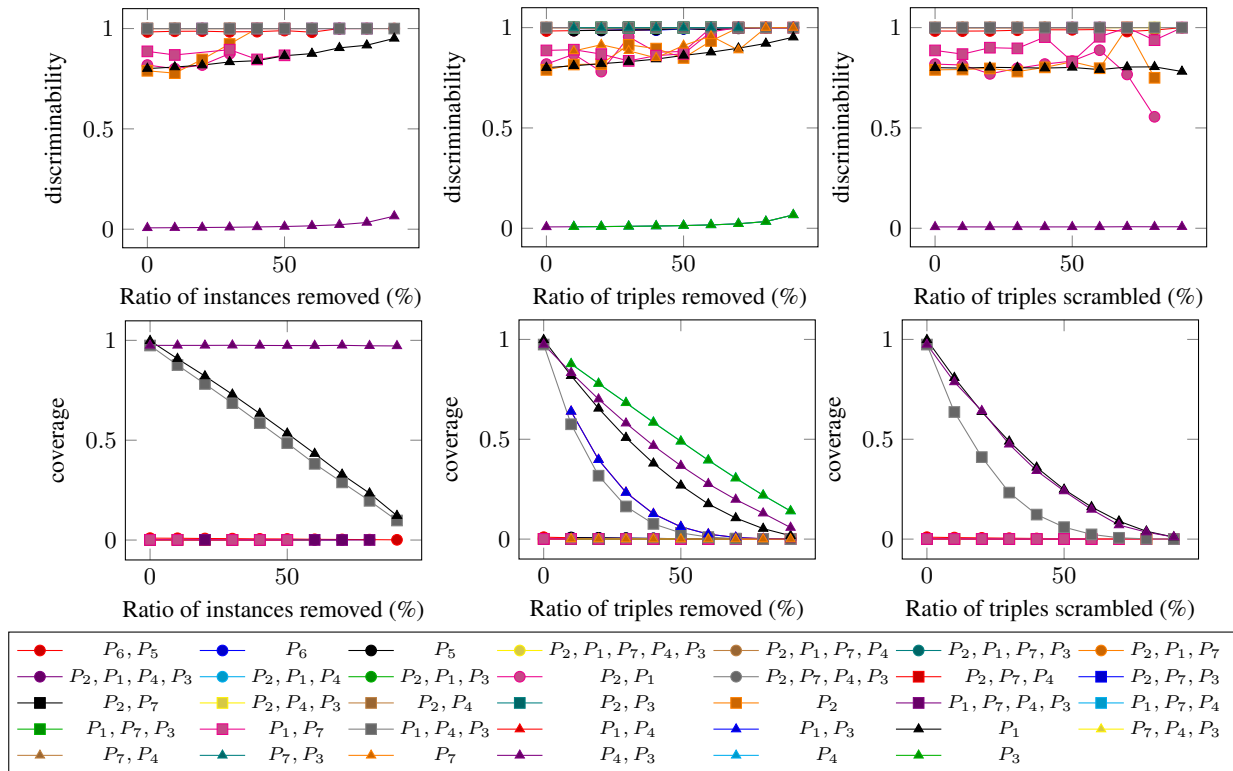 1
0.5
0
discriminability
0 50
Ratio of instances removed (%)
1
0.5
0
discriminability
0 50
Ratio of triples removed (%)
1
0.5
0
discriminability
0 50
Ratio of triples scrambled (%)
1
0.5
0
coverage
0 50
Ratio of instances removed (%)
1
0.5
0
coverage
0 50
Ratio of triples removed (%)
1
0.5
0
coverage
0 50
Ratio of triples scrambled (%)
P6, P5 P6 P5 P2, P1, P7, P4, P3 P2, P1, P7, P4 P2, P1, P7, P3 P2, P1, P7
P2, P1, P4, P3 P2, P1, P4 P2, P1, P3 P2, P1 P2, P7, P4, P3 P2, P7, P4 P2, P7, P3
P2, P7 P2, P4, P3 P2, P4 P2, P3 P2 P1, P7, P4, P3 P1, P7, P4
P1, P7, P3 P1, P7 P1, P4, P3 P1, P4 P1, P3 P1 P7, P4, P3
P7, P4 P7, P3 P7 P4, P3 P4 P3